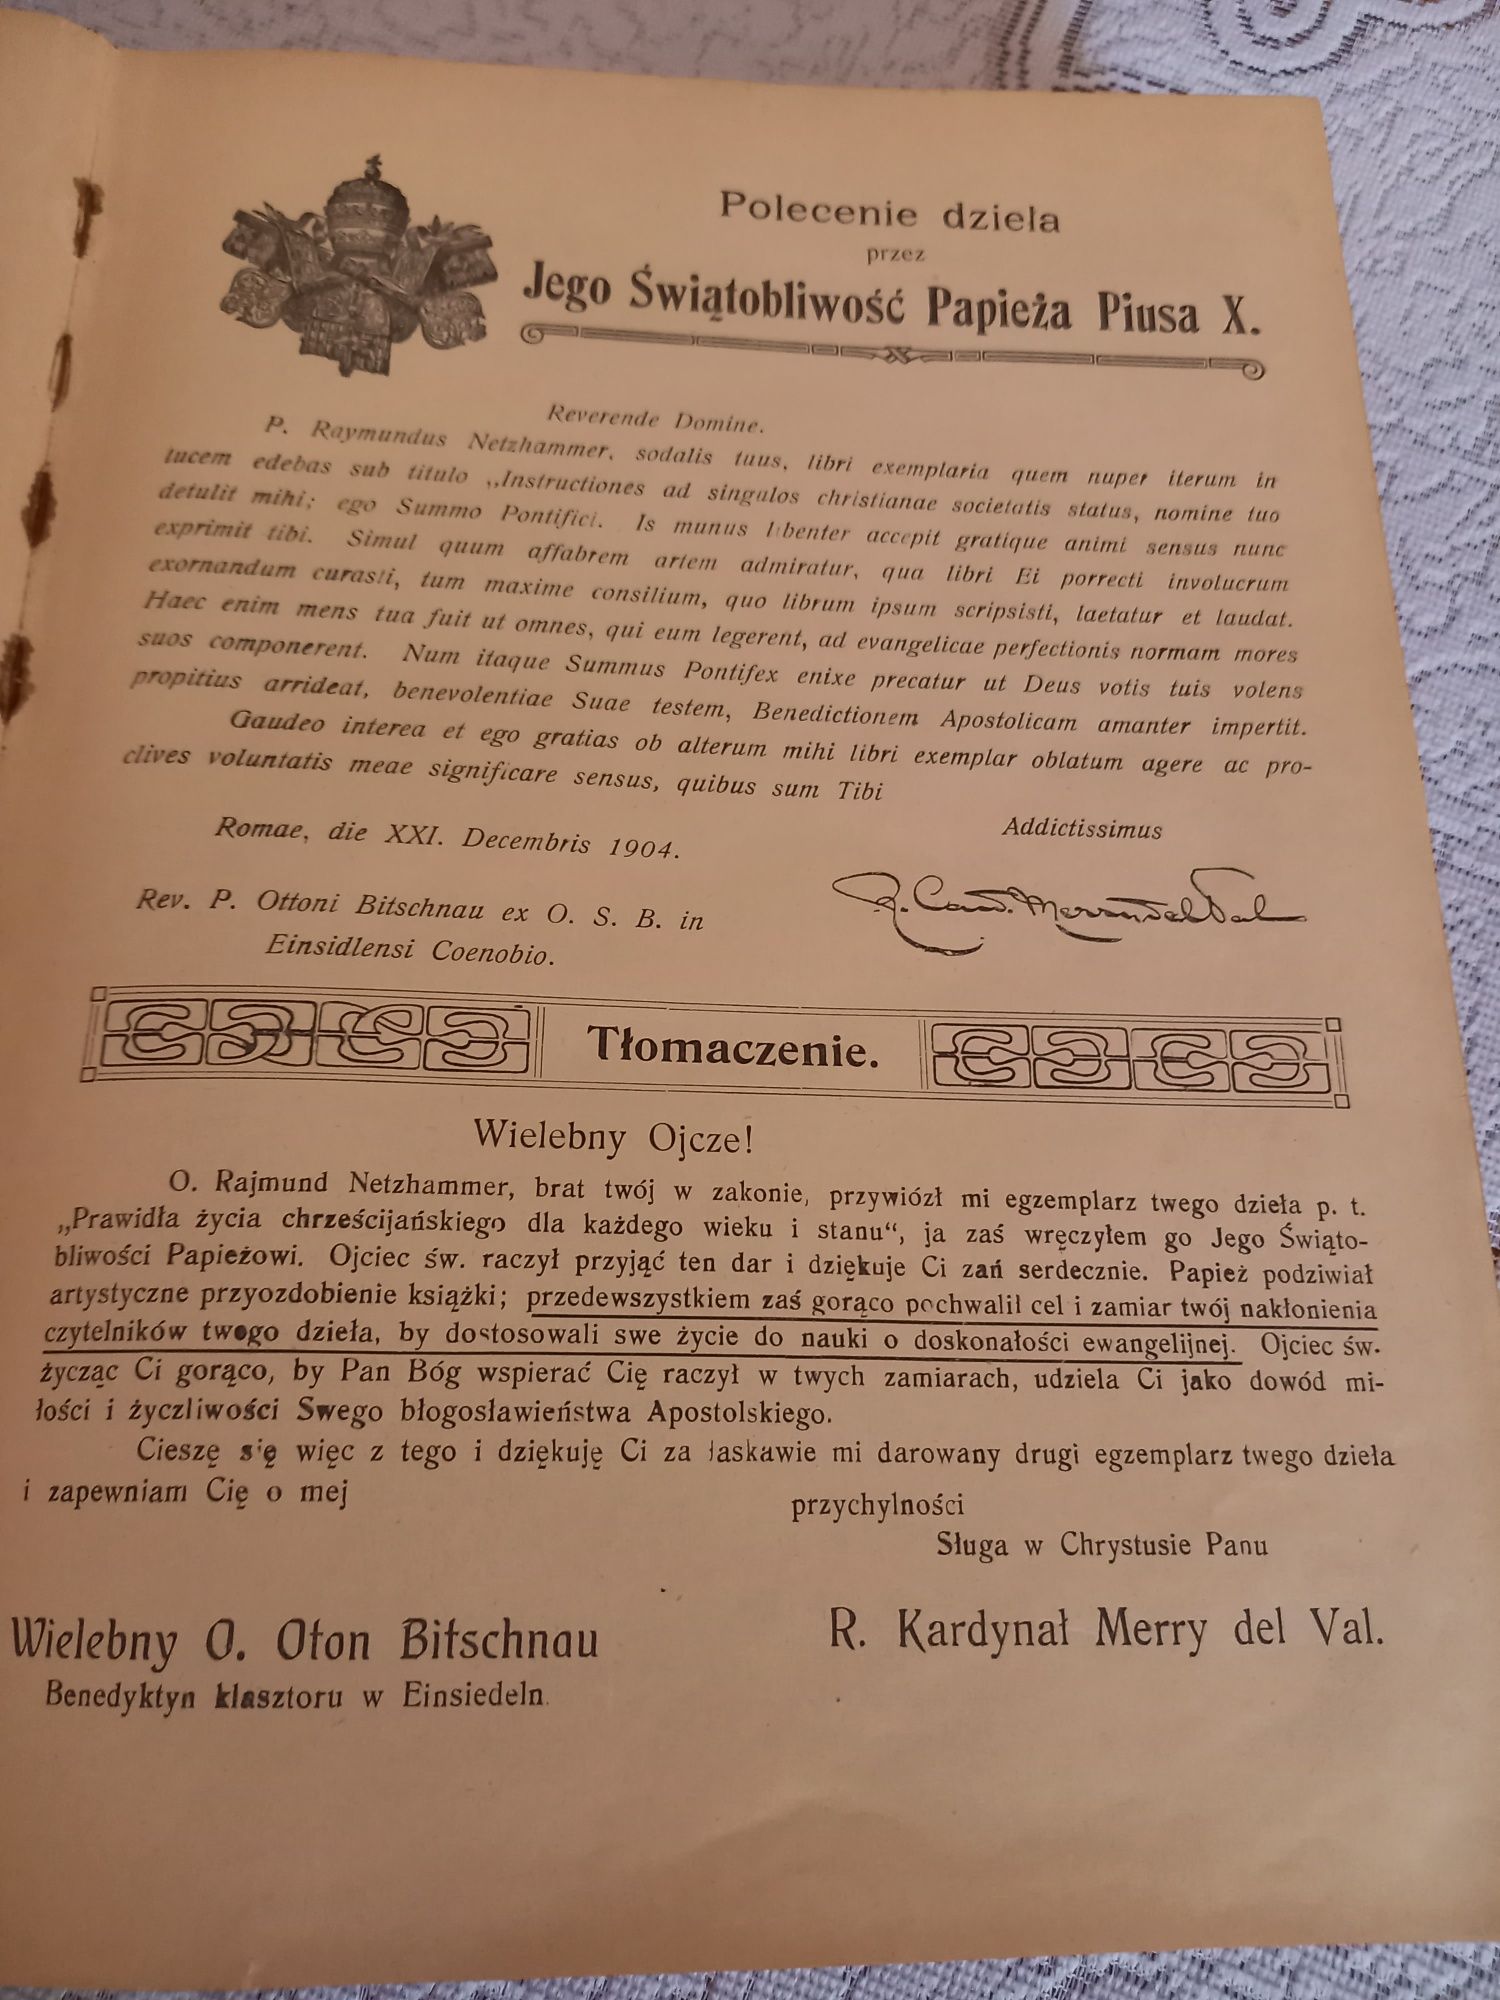 Polecenie dzieła
przez
Jego Świątobliwość Papieża Piusa X.
Reverende Domine.
P. Raymundus Netzhammer, sodalis tuus, libri exemplaria quem nuper iterum in
lucem edebas sub titulo „Instructiones ad singulos christianae societatis status, nomine tuo
detulit mihi; ego Summo Pontifici. Is munus libenter accepit gratique animi sensus nunc
exprimit tibi. Simul quum affabrem artem admiratur, qua libri Ei porrecti involucrum
exornandum curasti, tum maxime consilium, quo librum ipsum scripsisti, laetatur et laudat.
Haec enim mens tua fuit ut omnes, qui eum legerent, ad evangelicae perfectionis normam mores
suos componerent. Num itaque Summus Pontifex enixe precatur ut Deus votis tuis volens
propitius arrideat, benevolentiae Suae testem, Benedictionem Apostolicam amanter impertit.
Gaudeo interea et ego gratias ob alterum mihi libri exemplar oblatum agere ac pro-
clives voluntatis meae significare sensus, quibus sum Tibi
Addictissimus
Romae, die XXI. Decembris 1904.
R. Card. Merry del Val
Rev. P. Ottoni Bitschnau ex O. S. B. in
Einsidlensi Coenobio.
Tłomaczenie.
Wielebny Ojcze!
O. Rajmund Netzhammer, brat twój w zakonie, przywiózł mi egzemplarz twego dzieła p. t.
„Prawidła życia chrześcijańskiego dla każdego wieku i stanu“, ja zaś wręczyłem go Jego Świąto-
bliwości Papieżowi. Ojciec św. raczył przyjąć ten dar i dziękuje Ci zań serdecznie. Papież podziwiał
artystyczne przyozdobienie książki; przedewszystkiem zaś gorąco pochwalił cel i zamiar twój nakłonienia
czytelników twego dzieła, by dostosowali swe życie do nauki o doskonałości ewangelijnej. Ojciec św.
życząc Ci gorąco, by Pan Bóg wspierać Cię raczył w twych zamiarach, udziela Ci jako dowód mi-
łości i życzliwości Swego błogosławieństwa Apostolskiego.
Cieszę się więc z tego i dziękuję Ci za łaskawie mi darowany drugi egzemplarz twego dzieła
i zapewniam Cię o mej
przychylności
Sługa w Chrystusie Panu
R. Kardynał Merry del Val.
Wielebny O. Oton Bitschnau
Benedyktyn klasztoru w Einsiedeln.